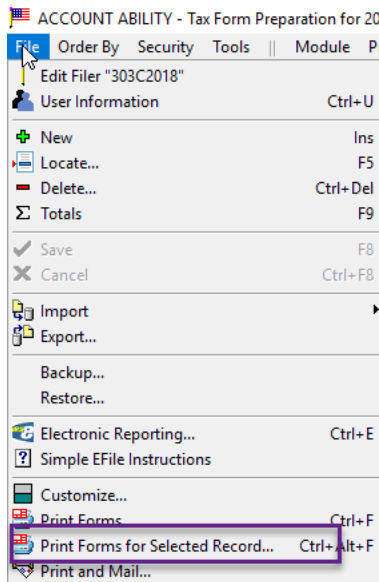 ACCOUNT ABILITY - Tax Form Preparation for 20
File Order By Security Tools || Module P
Edit Filer "303C2018"
User Information Ctrl+U
New Ins
Locate... F5
Delete... Ctrl+Del
Σ Totals F9
Save F8
Cancel Ctrl+F8
Import
Export...
Backup...
Restore...
Electronic Reporting... Ctrl+E
? Simple EFile Instructions
Customize...
Print Forms... Ctrl+F
Print Forms for Selected Record... Ctrl+Alt+F
Print and Mail...